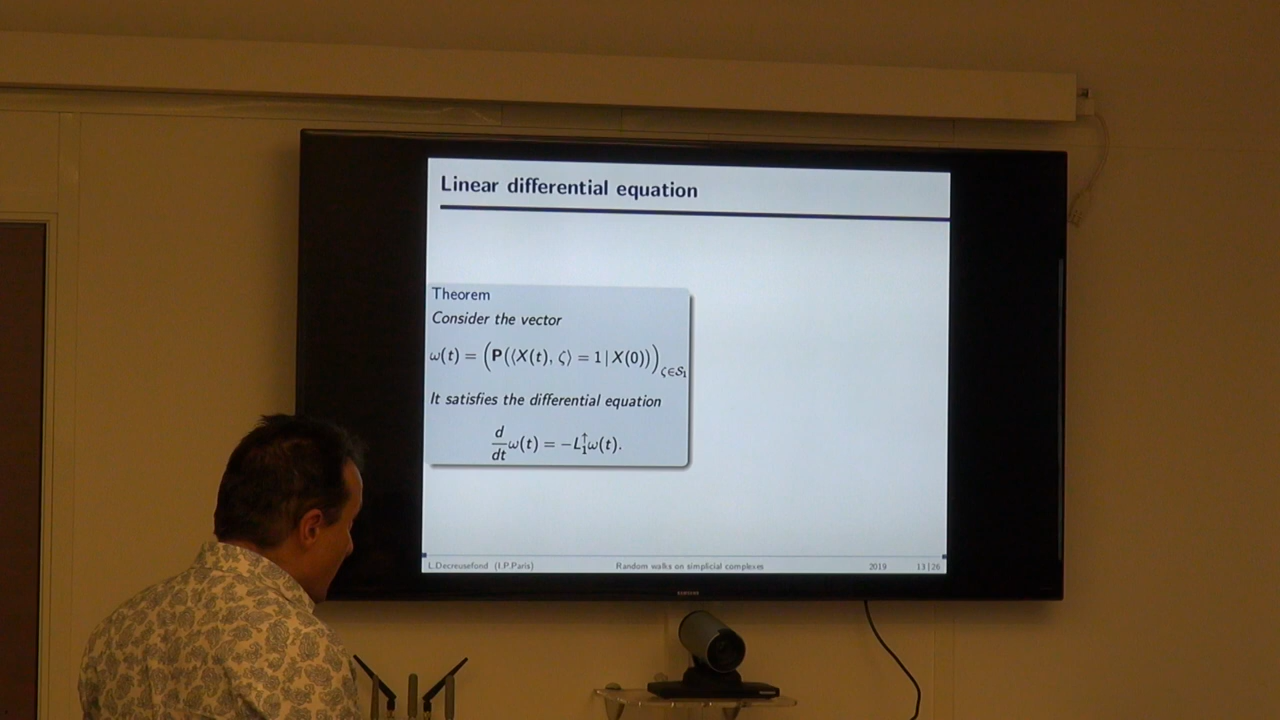 Linear differential equation
Theorem
Consider the vector
ω(t) = (P(⟨X(t), ζ⟩ = 1 | X(0)))ζ∈S₁
It satisfies the differential equation
d/dt ω(t) = −L₁↑ω(t).
L.Decreusefond (I.P.Paris) Random walks on simplicial complexes 2019 13|26
SAMSUNG